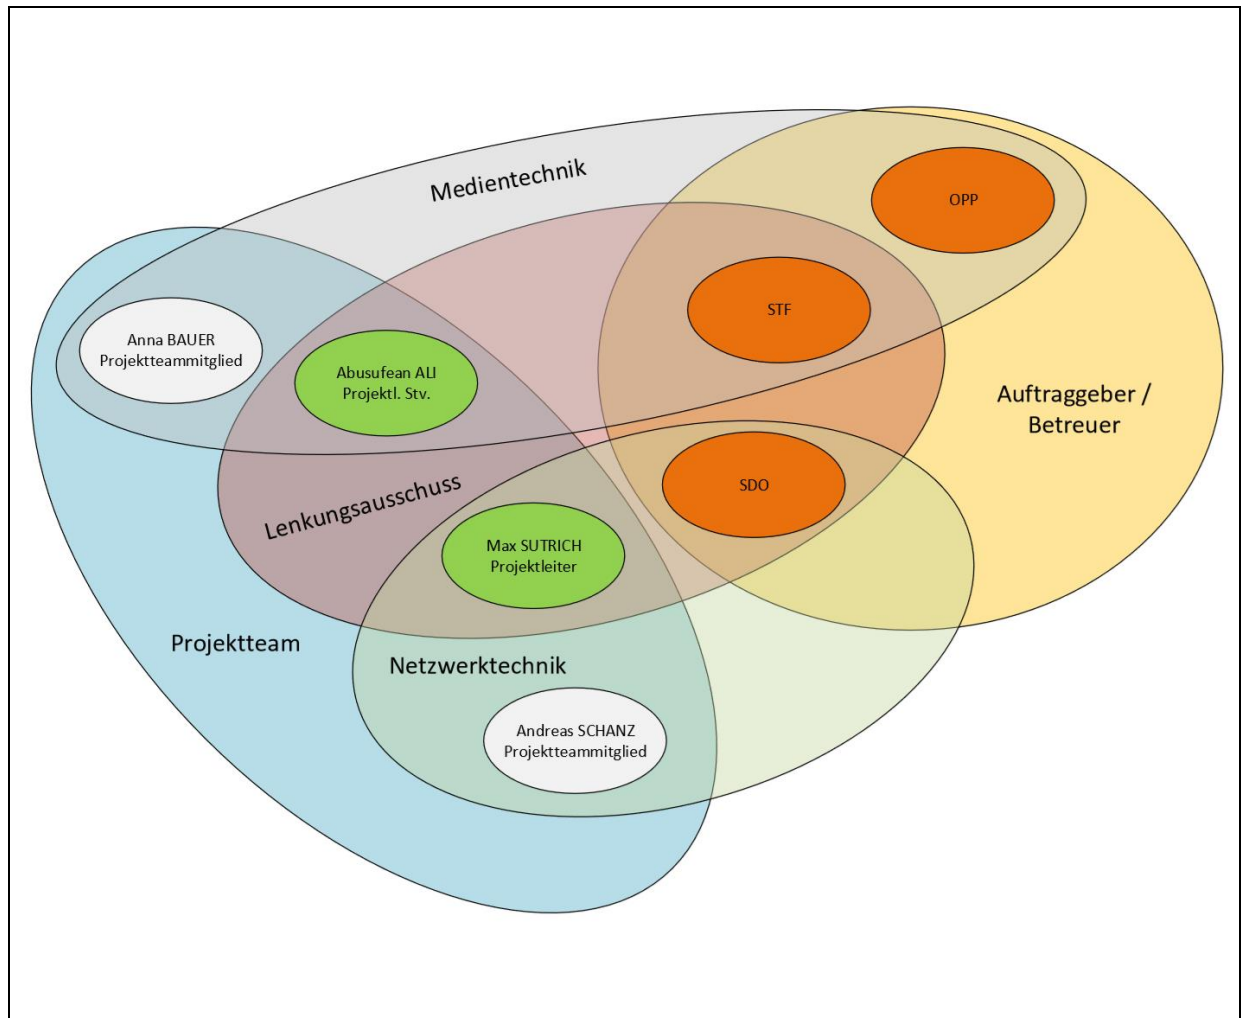 Medientechnik
OPP
STF
Anna BAUER
Projektteammitglied
Abusufean ALI
Projektl. Stv.
Auftraggeber /
Betreuer
Lenkungsausschuss
SDO
Max SUTRICH
Projektleiter
Projektteam
Netzwerktechnik
Andreas SCHANZ
Projektteammitglied